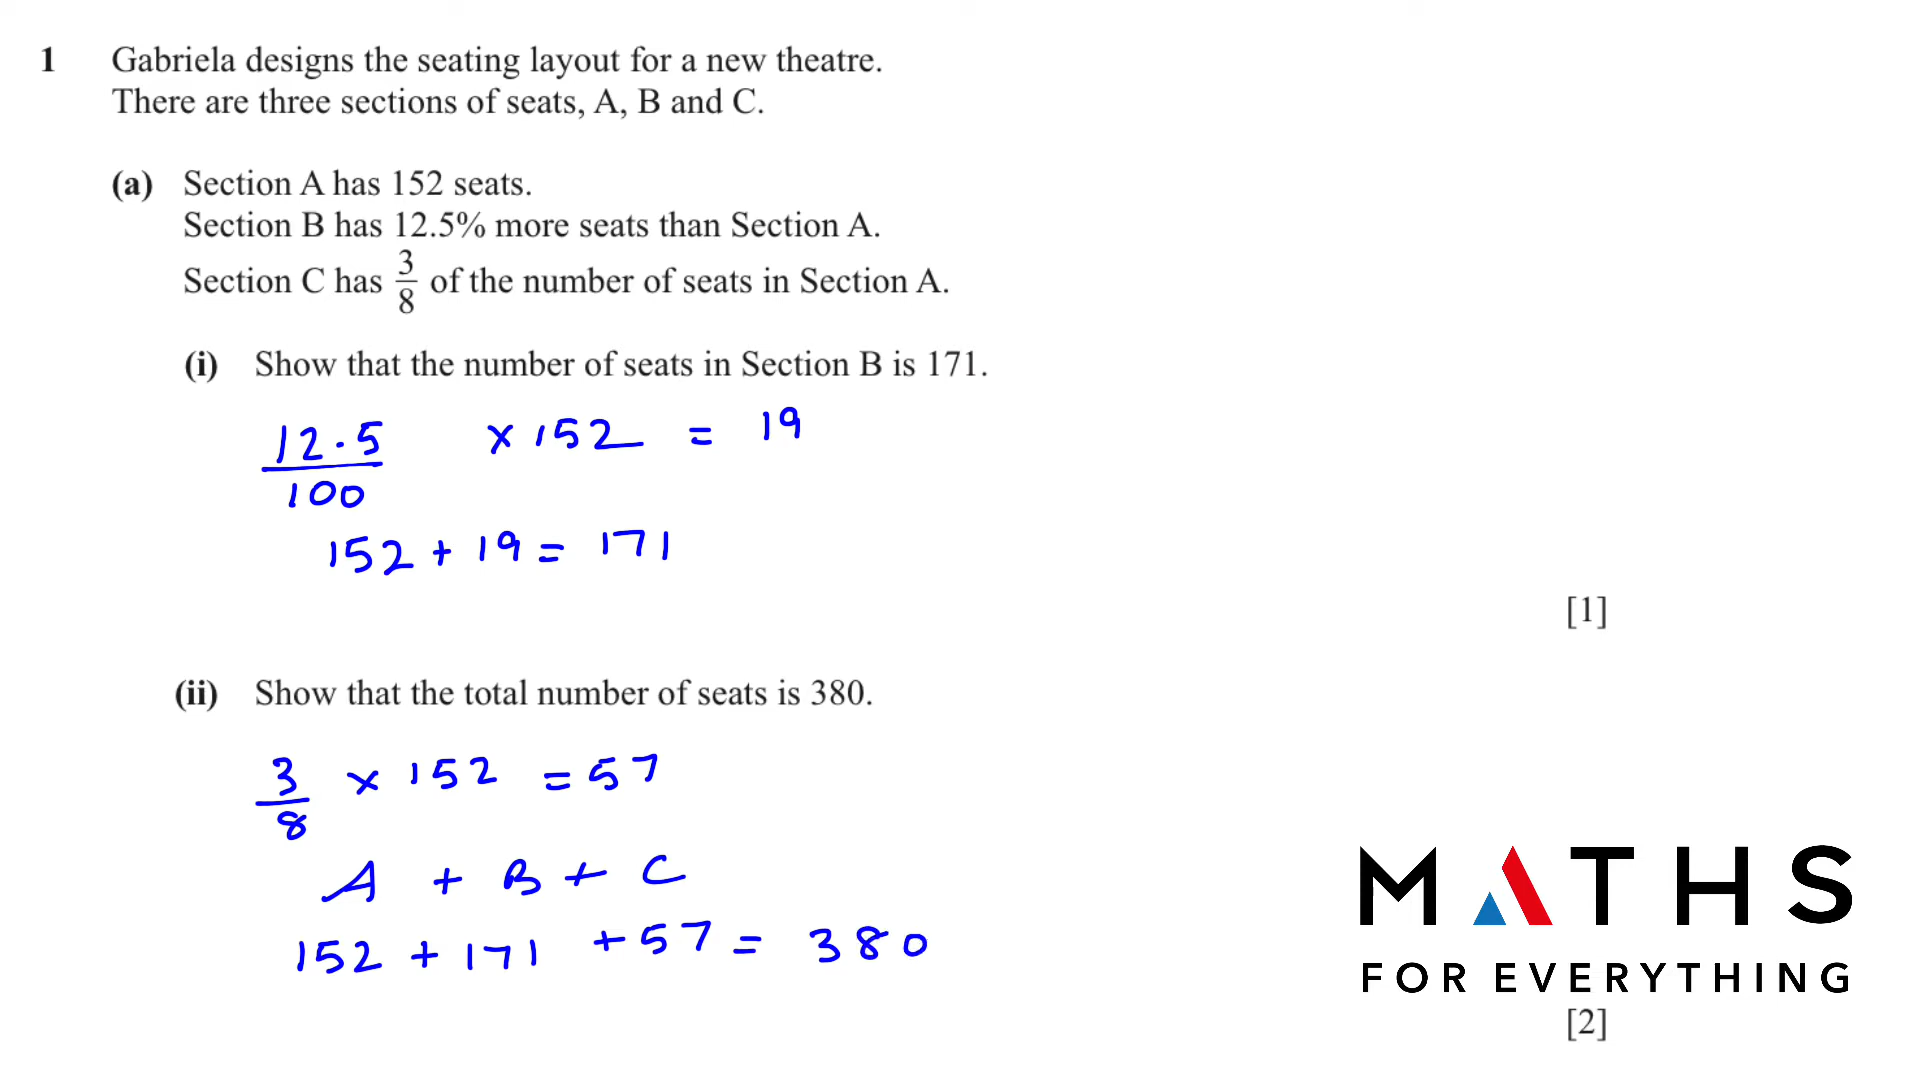 1 Gabriela designs the seating layout for a new theatre.
There are three sections of seats, A, B and C.
(a) Section A has 152 seats.
Section B has 12.5% more seats than Section A.
Section C has 3/8 of the number of seats in Section A.
(i) Show that the number of seats in Section B is 171.
12.5/100 × 152 = 19
152 + 19 = 171
[1]
(ii) Show that the total number of seats is 380.
3/8 × 152 = 57
A + B + C
152 + 171 + 57 = 380
MATHS
FOR EVERYTHING
[2]